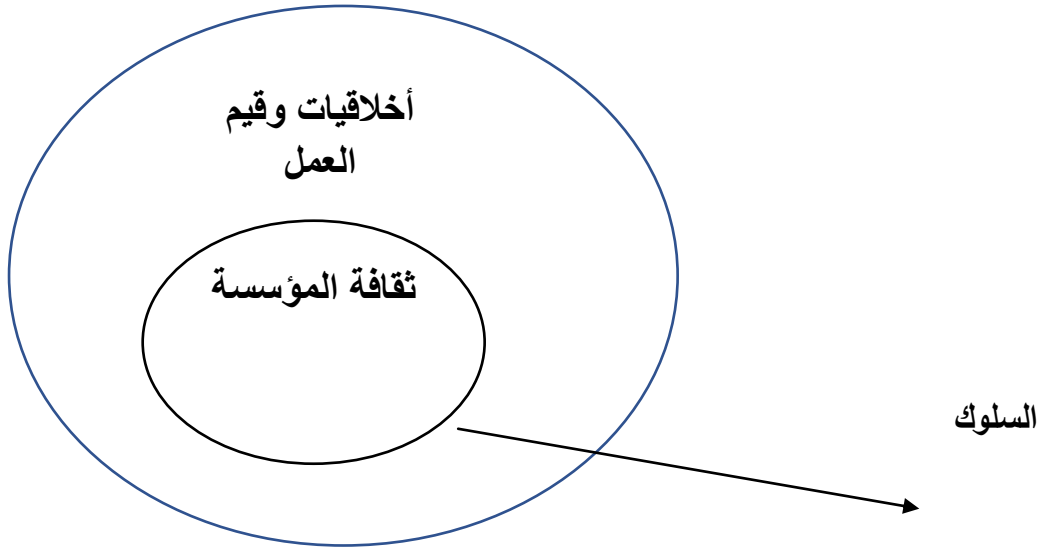 أخلاقيات وقيم
العمل
ثقافة المؤسسة
السلوك